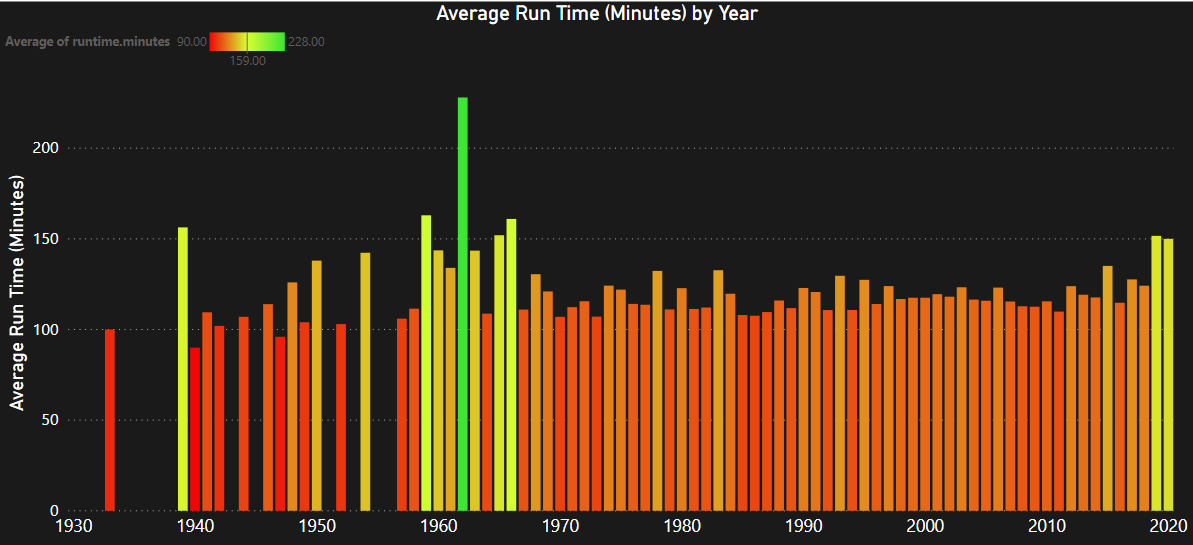 Average Run Time (Minutes) by Year
Average of runtime.minutes 90.00 228.00
159.00
Average Run Time (Minutes)
200
150
100
50
0
1930 1940 1950 1960 1970 1980 1990 2000 2010 2020